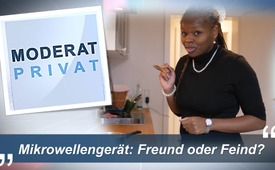 MODERAT
PRIVAT
„ Mikrowellengerät: Freund oder Feind? “